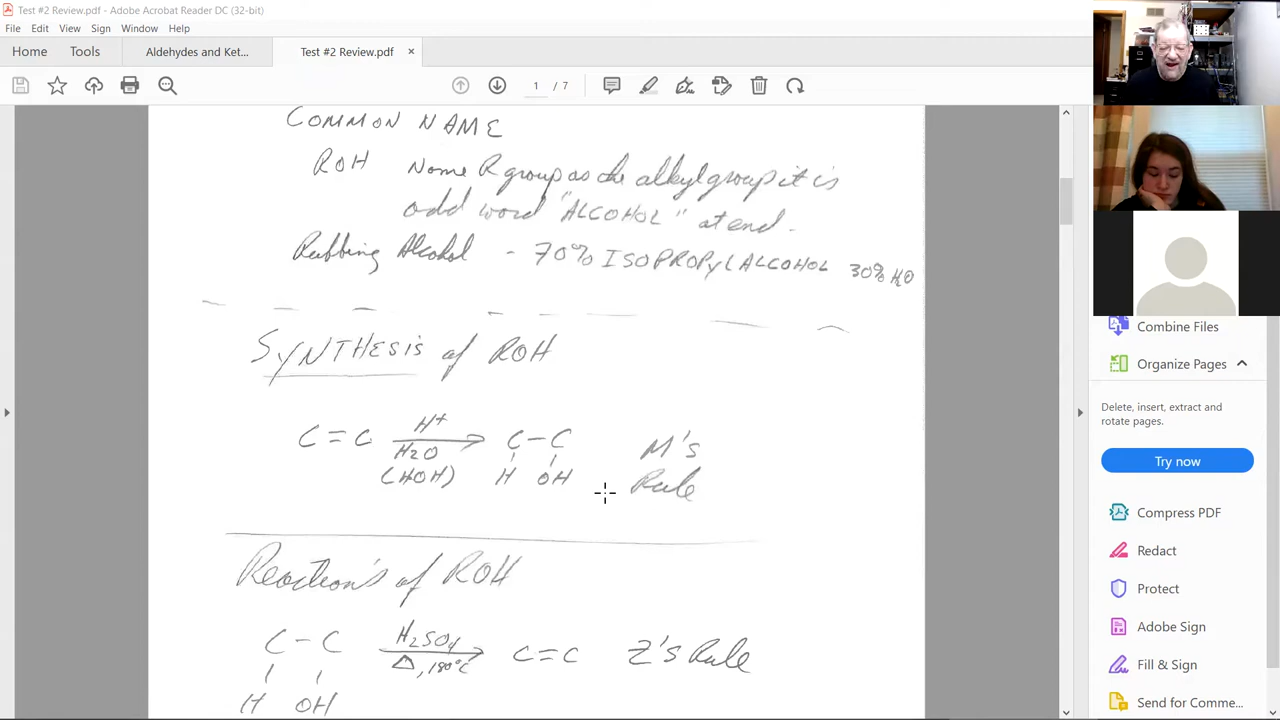 Test #2 Review.pdf - Adobe Acrobat Reader DC (32-bit)
File Edit View Sign Window Help
Home Tools Aldehydes and Ket... Test #2 Review.pdf ×
1 / 7
COMMON NAME
ROH Name R group as the alkyl group it is
add word "ALCOHOL" at end.
Rubbing Alcohol - 70% ISOPROPYL ALCOHOL 30% H2O
SYNTHESIS of ROH
C=C H+ C-C M's
H2O
(HOH) H OH Rule
Reaction's of ROH
C-C H2SO4 C=C Z's Rule
Δ 180°C
H OH
Combine Files
Organize Pages
Delete, insert, extract and
rotate pages.
Try now
Compress PDF
Redact
Protect
Adobe Sign
Fill & Sign
Send for Comme...